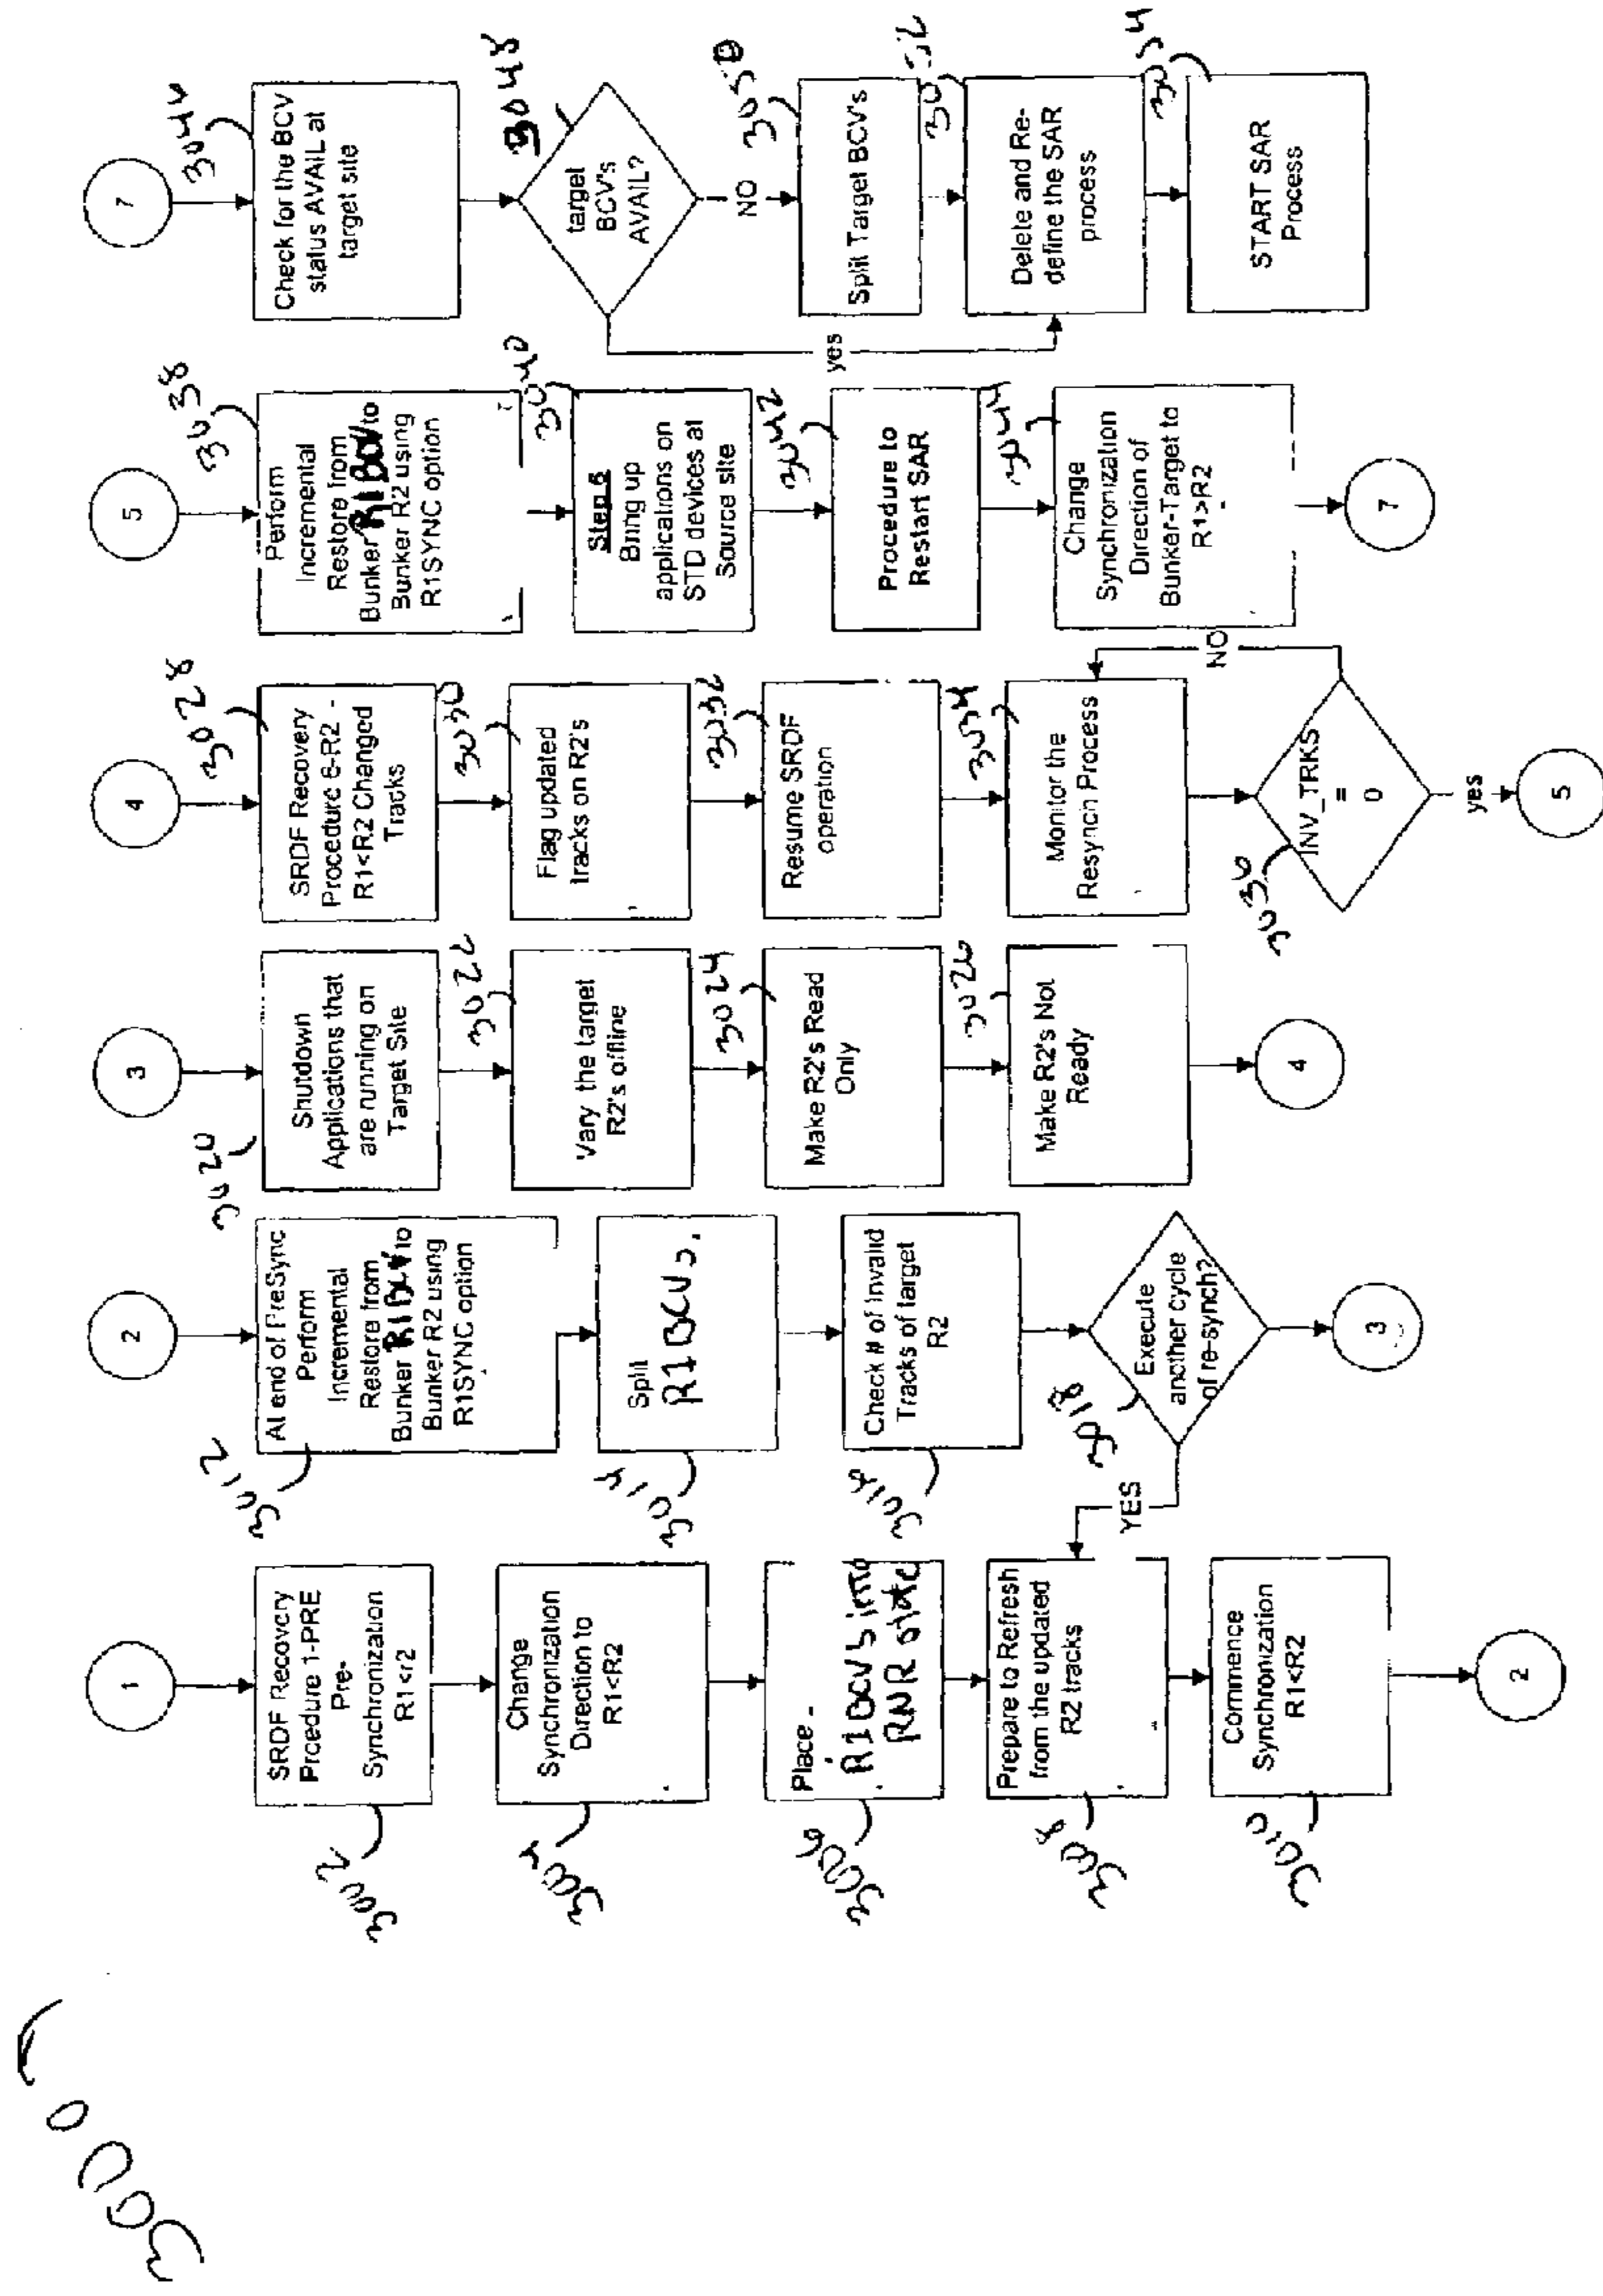 3000
1
3002
SRDF Recovery
Prcedure 1-PRE
Pre-
Synchronization
R1<r2
3004
Change
Synchronization
Direction to
R1<R2
3006
Place -
R1BCVs into
RNR state
3008
Prepare to Refresh
from the updated
R2 tracks
3010
Commence
Synchronization
R1<R2
2
2
3012
At end of PreSync
Perform
Incremental
Restore from
Bunker R1BCV to
Bunker R2 using
R1SYNC option
3014
Split
R1BCVs.
Check # of Invalid
Tracks of target
R2
3018
Execute
another cycle
of re-synch?
YES
3
3
3020
Shutdown
Applications that
are running on
Target Site
3022
Vary the target
R2's offline
3024
Make R2's Read
Only
3026
Make R2's Not
Ready
4
4
3028
SRDF Recovery
Procedure 6-R2 -
R1<R2 Changed
Tracks
3030
Flag updated
tracks on R2's
3032
Resume SRDF
operation
3034
Monitor the
Resynch Process
3036
INV_TRKS
=
0
NO
yes
5
5
3038
Perform
Incremental
Restore from
Bunker R1BCV to
Bunker R2 using
R1SYNC option
3040
Step 6
Bring up
applications on
STD devices at
Source site
3042
Procedure to
Restart SAR
3044
Change
Synchronization
Direction of
Bunker-Target to
R1>R2
7
7
Check for the BCV
status AVAIL at
target site
3048
target
BCV's
AVAIL?
NO
yes
3050
Split Target BCV's
3052
Delete and Re-
define the SAR
process
3054
START SAR
Process